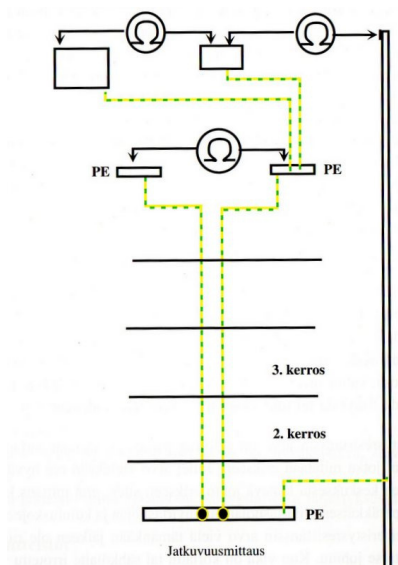 Ω
Ω
Ω
PE
PE
3. kerros
2. kerros
PE
Jatkuvuusmittaus